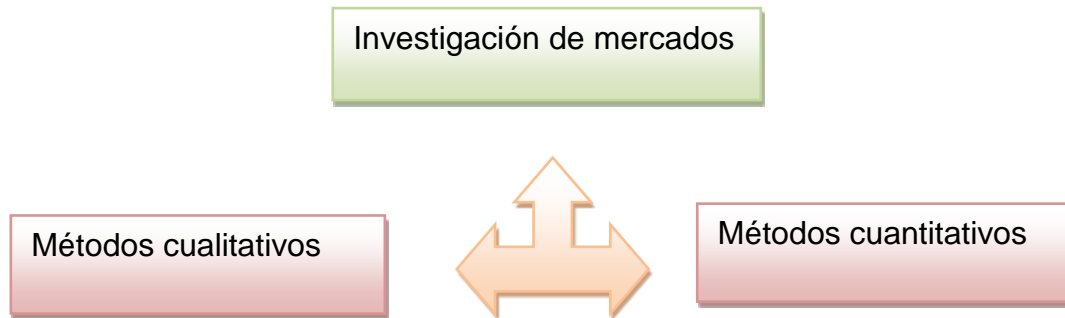 Investigación de mercados
Métodos cualitativos
Métodos cuantitativos